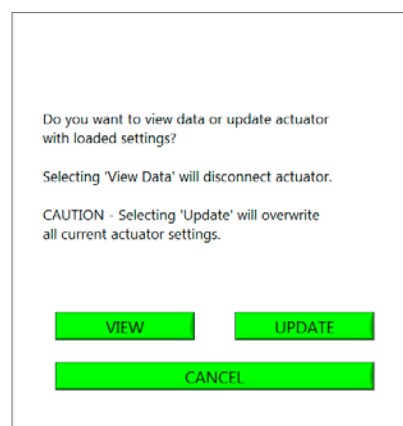 Do you want to view data or update actuator
with loaded settings?
Selecting 'View Data' will disconnect actuator.
CAUTION - Selecting 'Update' will overwrite
all current actuator settings.
VIEW UPDATE
CANCEL